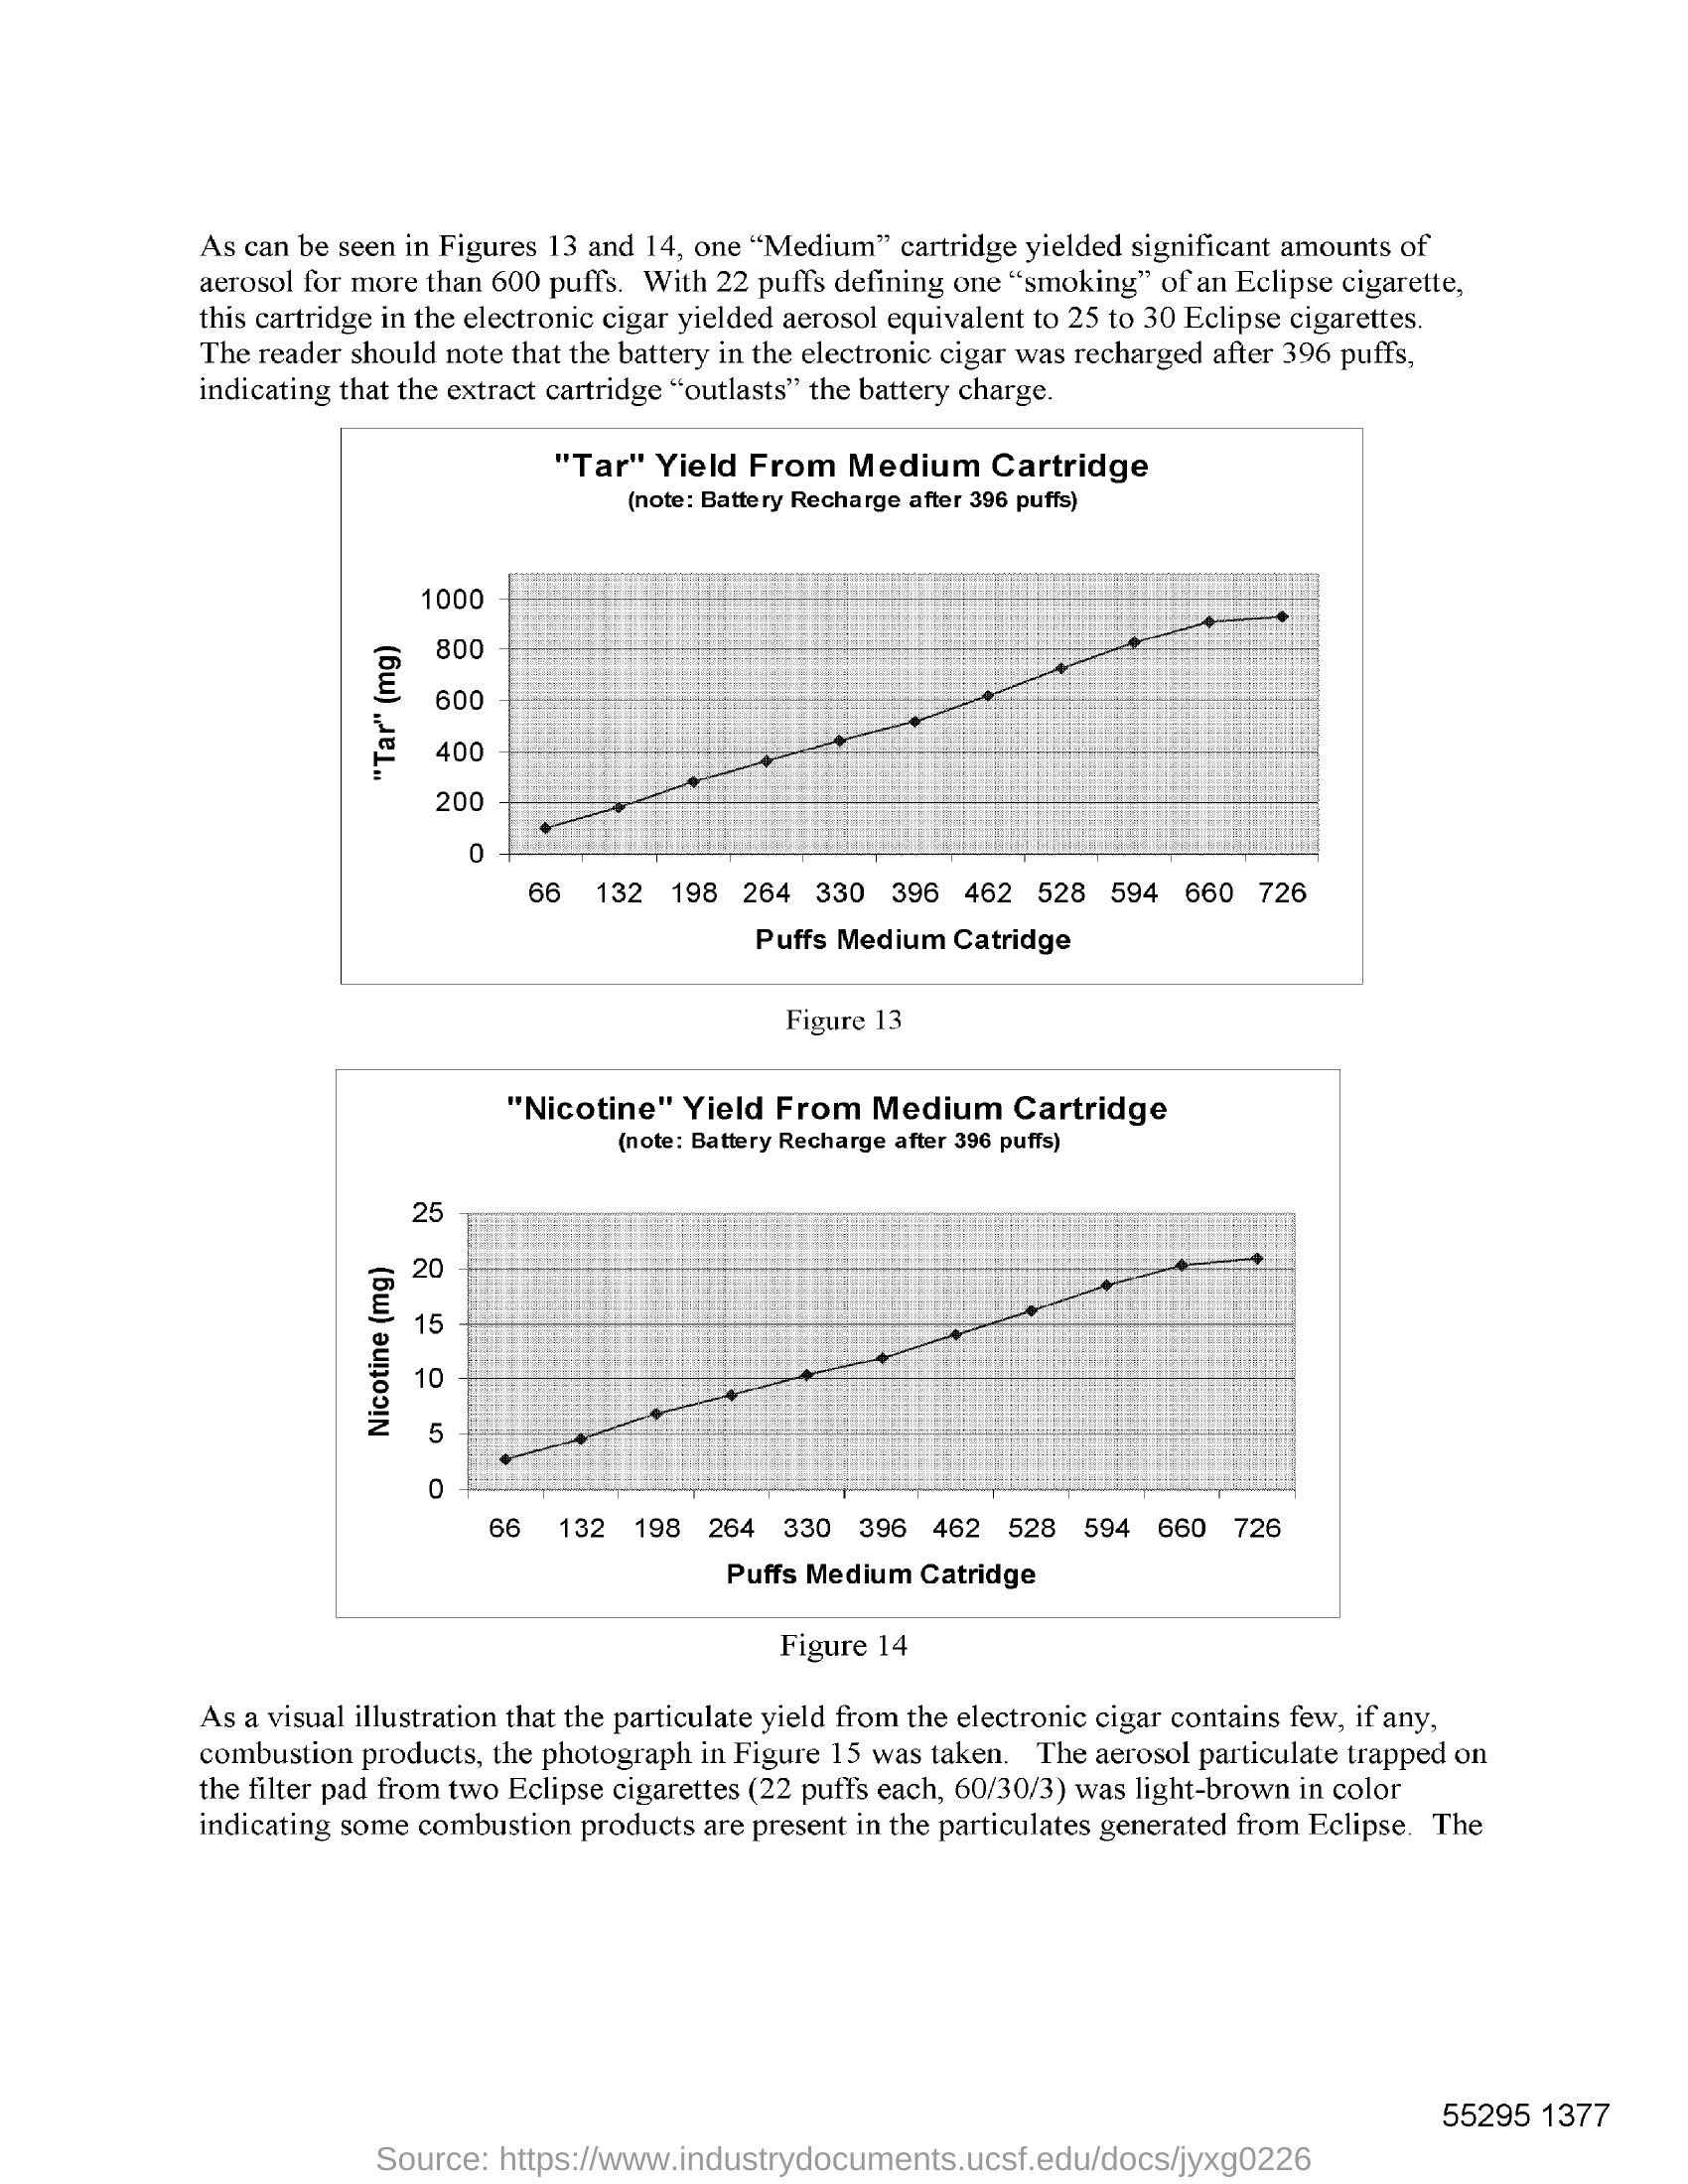 As can be seen in Figures 13 and 14, one “Medium” cartridge yielded significant amounts of
aerosol for more than 600 puffs.  With 22 puffs defining one “smoking” of an Eclipse cigarette,
this cartridge in the electronic cigar yielded aerosol equivalent to 25 to 30 Eclipse cigarettes.
The reader should note that the battery in the electronic cigar was recharged after 396 puffs,
indicating that the extract cartridge “outlasts” the battery charge.
"Tar" Yield From Medium Cartridge
(note: Battery Recharge after 396 puffs)
1000
800
600
400
200
0
"Tar" (mg)
66 132 198 264 330 396 462 528 594 660 726
Puffs Medium Catridge
Figure 13
"Nicotine" Yield From Medium Cartridge
(note: Battery Recharge after 396 puffs)
25
20
15
10
5
0
Nicotine (mg)
66 132 198 264 330 396 462 528 594 660 726
Puffs Medium Catridge
Figure 14
As a visual illustration that the particulate yield from the electronic cigar contains few, if any,
combustion products, the photograph in Figure 15 was taken.  The aerosol particulate trapped on
the filter pad from two Eclipse cigarettes (22 puffs each, 60/30/3) was light-brown in color
indicating some combustion products are present in the particulates generated from Eclipse.  The
55295 1377
Source: https://www.industrydocuments.ucsf.edu/docs/jyxg0226